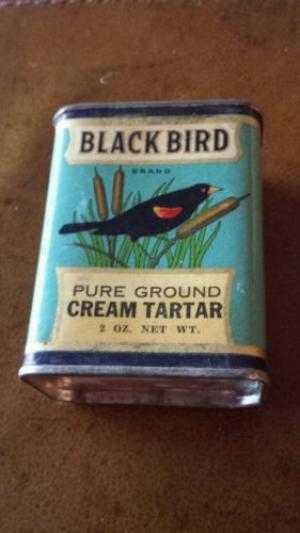 BLACK BIRD
BRAND
PURE GROUND
CREAM TARTAR
2 OZ. NET WT.